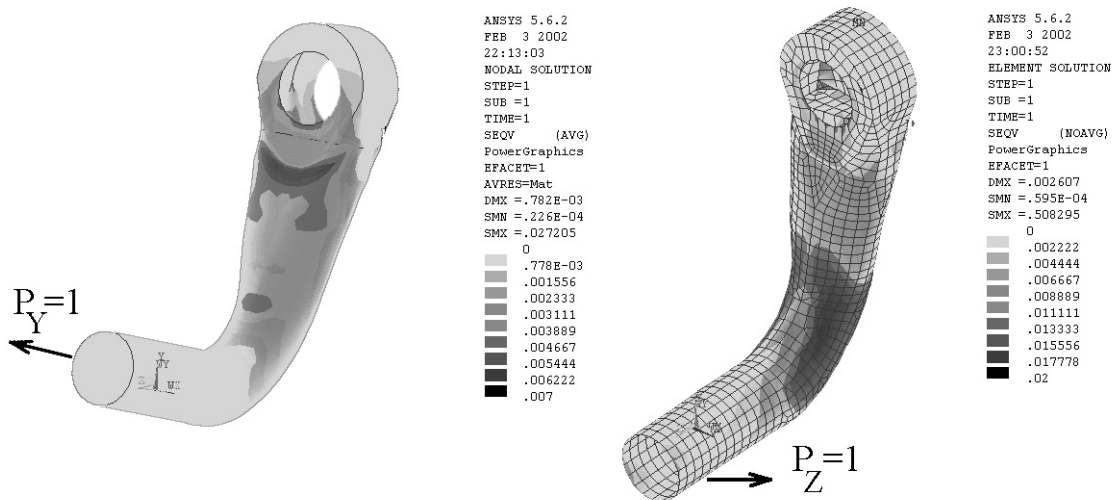 ANSYS 5.6.2
FEB 3 2002
22:13:03
NODAL SOLUTION
STEP=1
SUB =1
TIME=1
SEQV (AVG)
PowerGraphics
EFACET=1
AVRES=Mat
DMX =.782E-03
SMN =.226E-04
SMX =.027205
0
.778E-03
.001556
.002333
.003111
.003889
.004667
.005444
.006222
.007
P_Y=1
Y
Z
MN
ANSYS 5.6.2
FEB 3 2002
23:00:52
ELEMENT SOLUTION
STEP=1
SUB =1
TIME=1
SEQV (NOAVG)
PowerGraphics
EFACET=1
DMX =.002607
SMN =.595E-04
SMX =.508295
0
.002222
.004444
.006667
.008889
.011111
.013333
.015556
.017778
.02
P_Z=1